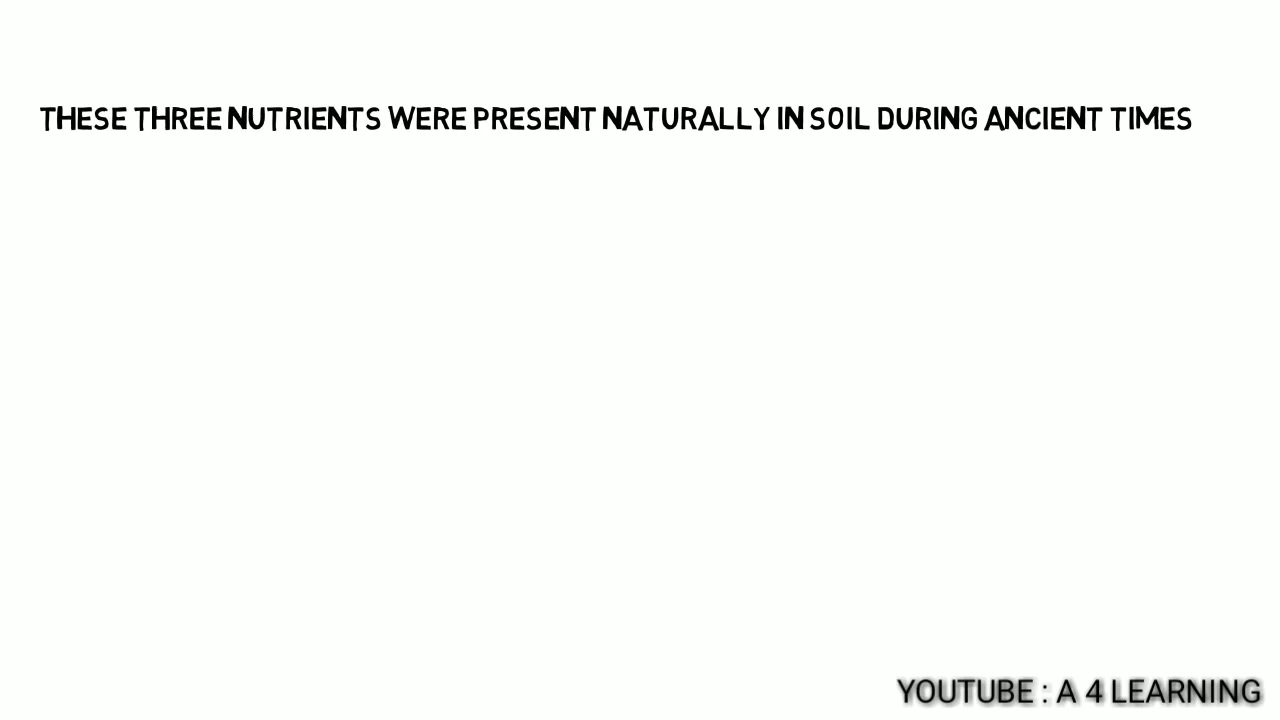 THESE THREE NUTRIENTS WERE PRESENT NATURALLY IN SOIL DURING ANCIENT TIMES
YOUTUBE : A 4 LEARNING